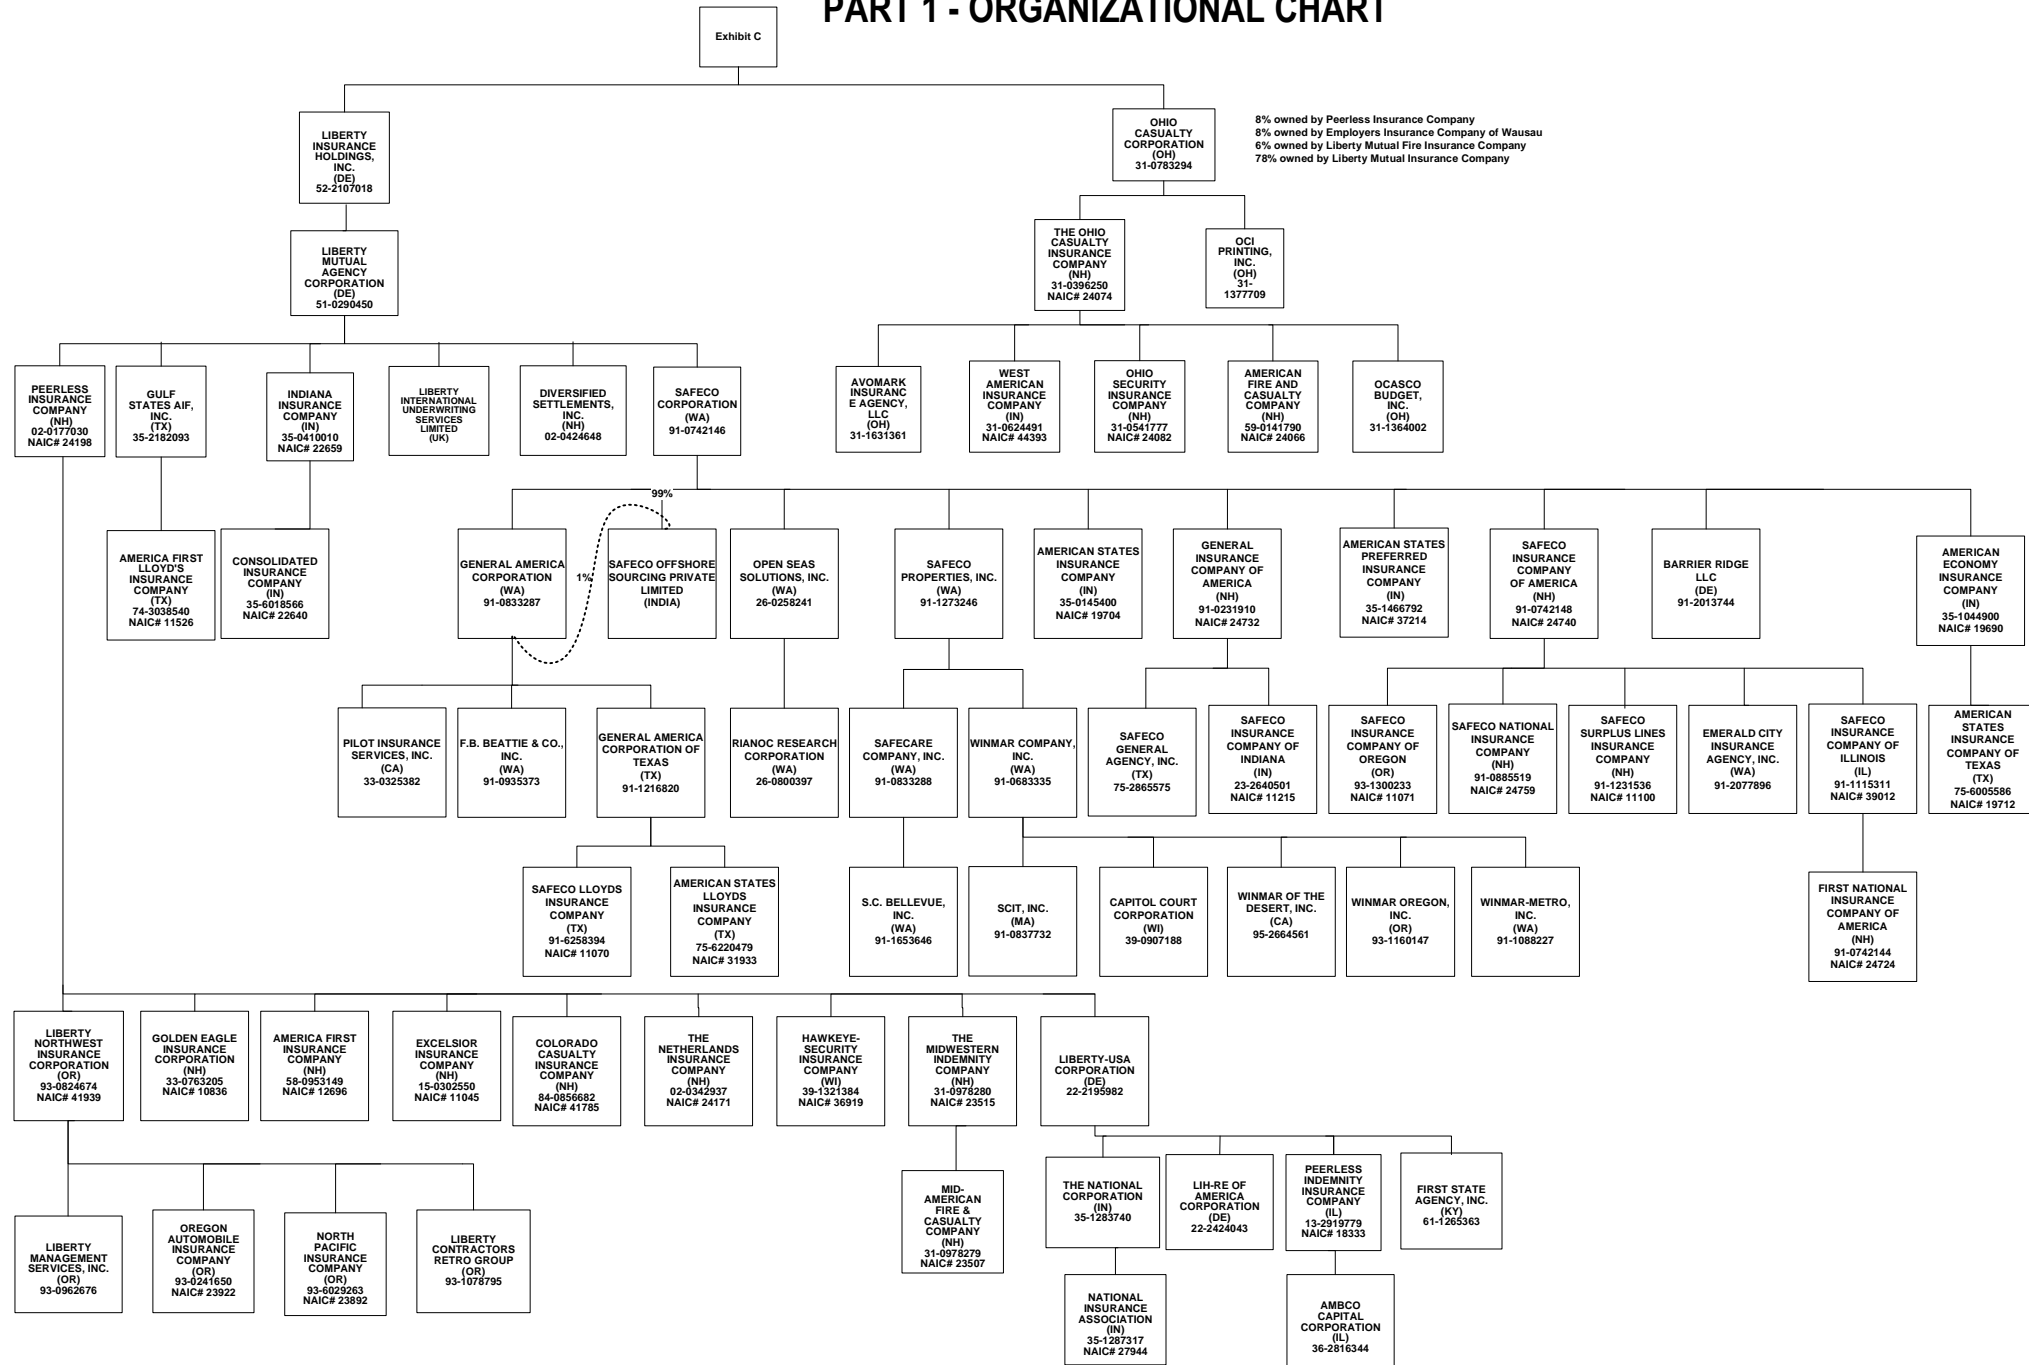 PART 1 - ORGANIZATIONAL CHART
Exhibit C
LIBERTY
INSURANCE
HOLDINGS,
INC.
(DE)
52-2107018
OHIO
CASUALTY
CORPORATION
(OH)
31-0783294
8% owned by Peerless Insurance Company
8% owned by Employers Insurance Company of Wausau
6% owned by Liberty Mutual Fire Insurance Company
78% owned by Liberty Mutual Insurance Company
LIBERTY
MUTUAL
AGENCY
CORPORATION
(DE)
51-0290450
THE OHIO
CASUALTY
INSURANCE
COMPANY
(NH)
31-0396250
NAIC# 24074
OCI
PRINTING,
INC.
(OH)
31-
1377709
PEERLESS
INSURANCE
COMPANY
(NH)
02-0177030
NAIC# 24198
GULF
STATES AIF,
INC.
(TX)
35-2182093
INDIANA
INSURANCE
COMPANY
(IN)
35-0410010
NAIC# 22659
LIBERTY
INTERNATIONAL
UNDERWRITING
SERVICES
LIMITED
(UK)
DIVERSIFIED
SETTLEMENTS,
INC.
(NH)
02-0424648
SAFECO
CORPORATION
(WA)
91-0742146
AVOMARK
INSURANC
E AGENCY,
LLC
(OH)
31-1631361
WEST
AMERICAN
INSURANCE
COMPANY
(IN)
31-0624491
NAIC# 44393
OHIO
SECURITY
INSURANCE
COMPANY
(NH)
31-0541777
NAIC# 24082
AMERICAN
FIRE AND
CASUALTY
COMPANY
(NH)
59-0141790
NAIC# 24066
OCASCO
BUDGET,
INC.
(OH)
31-1364002
99%
1%
AMERICA FIRST
LLOYD'S
INSURANCE
COMPANY
(TX)
74-3038540
NAIC# 11526
CONSOLIDATED
INSURANCE
COMPANY
(IN)
35-6018566
NAIC# 22640
GENERAL AMERICA
CORPORATION
(WA)
91-0833287
SAFECO OFFSHORE
SOURCING PRIVATE
LIMITED
(INDIA)
OPEN SEAS
SOLUTIONS, INC.
(WA)
26-0258241
SAFECO
PROPERTIES, INC.
(WA)
91-1273246
AMERICAN STATES
INSURANCE
COMPANY
(IN)
35-0145400
NAIC# 19704
GENERAL
INSURANCE
COMPANY OF
AMERICA
(NH)
91-0231910
NAIC# 24732
AMERICAN STATES
PREFERRED
INSURANCE
COMPANY
(IN)
35-1466792
NAIC# 37214
SAFECO
INSURANCE
COMPANY
OF AMERICA
(NH)
91-0742148
NAIC# 24740
BARRIER RIDGE
LLC
(DE)
91-2013744
AMERICAN
ECONOMY
INSURANCE
COMPANY
(IN)
35-1044900
NAIC# 19690
PILOT INSURANCE
SERVICES, INC.
(CA)
33-0325382
F.B. BEATTIE & CO.,
INC.
(WA)
91-0935373
GENERAL AMERICA
CORPORATION OF
TEXAS
(TX)
91-1216820
RIANOC RESEARCH
CORPORATION
(WA)
26-0800397
SAFECARE
COMPANY, INC.
(WA)
91-0833288
WINMAR COMPANY,
INC.
(WA)
91-0683335
SAFECO
GENERAL
AGENCY, INC.
(TX)
75-2865575
SAFECO
INSURANCE
COMPANY OF
INDIANA
(IN)
23-2640501
NAIC# 11215
SAFECO
INSURANCE
COMPANY OF
OREGON
(OR)
93-1300233
NAIC# 11071
SAFECO NATIONAL
INSURANCE
COMPANY
(NH)
91-0885519
NAIC# 24759
SAFECO
SURPLUS LINES
INSURANCE
COMPANY
(NH)
91-1231536
NAIC# 11100
EMERALD CITY
INSURANCE
AGENCY, INC.
(WA)
91-2077896
SAFECO
INSURANCE
COMPANY OF
ILLINOIS
(IL)
91-1115311
NAIC# 39012
AMERICAN
STATES
INSURANCE
COMPANY OF
TEXAS
(TX)
75-6005586
NAIC# 19712
SAFECO LLOYDS
INSURANCE
COMPANY
(TX)
91-6258394
NAIC# 11070
AMERICAN STATES
LLOYDS
INSURANCE
COMPANY
(TX)
75-6220479
NAIC# 31933
S.C. BELLEVUE,
INC.
(WA)
91-1653646
SCIT, INC.
(MA)
91-0837732
CAPITOL COURT
CORPORATION
(WI)
39-0907188
WINMAR OF THE
DESERT, INC.
(CA)
95-2664561
WINMAR OREGON,
INC.
(OR)
93-1160147
WINMAR-METRO,
INC.
(WA)
91-1088227
FIRST NATIONAL
INSURANCE
COMPANY OF
AMERICA
(NH)
91-0742144
NAIC# 24724
LIBERTY
NORTHWEST
INSURANCE
CORPORATION
(OR)
93-0824674
NAIC# 41939
GOLDEN EAGLE
INSURANCE
CORPORATION
(NH)
33-0763205
NAIC# 10836
AMERICA FIRST
INSURANCE
COMPANY
(NH)
58-0953149
NAIC# 12696
EXCELSIOR
INSURANCE
COMPANY
(NH)
15-0302550
NAIC# 11045
COLORADO
CASUALTY
INSURANCE
COMPANY
(NH)
84-0856682
NAIC# 41785
THE
NETHERLANDS
INSURANCE
COMPANY
(NH)
02-0342937
NAIC# 24171
HAWKEYE-
SECURITY
INSURANCE
COMPANY
(WI)
39-1321384
NAIC# 36919
THE
MIDWESTERN
INDEMNITY
COMPANY
(NH)
31-0978280
NAIC# 23515
LIBERTY-USA
CORPORATION
(DE)
22-2195982
LIBERTY
MANAGEMENT
SERVICES, INC.
(OR)
93-0962676
OREGON
AUTOMOBILE
INSURANCE
COMPANY
(OR)
93-0241650
NAIC# 23922
NORTH
PACIFIC
INSURANCE
COMPANY
(OR)
93-6029263
NAIC# 23892
LIBERTY
CONTRACTORS
RETRO GROUP
(OR)
93-1078795
MID-
AMERICAN
FIRE &
CASUALTY
COMPANY
(NH)
31-0978279
NAIC# 23507
THE NATIONAL
CORPORATION
(IN)
35-1283740
LIH-RE OF
AMERICA
CORPORATION
(DE)
22-2424043
PEERLESS
INDEMNITY
INSURANCE
COMPANY
(IL)
13-2919779
NAIC# 18333
FIRST STATE
AGENCY, INC.
(KY)
61-1265363
NATIONAL
INSURANCE
ASSOCIATION
(IN)
35-1287317
NAIC# 27944
AMBCO
CAPITAL
CORPORATION
(IL)
36-2816344